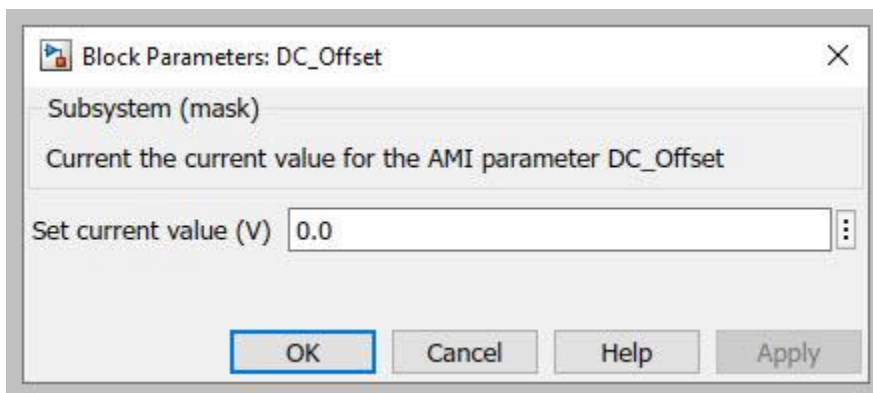 Block Parameters: DC_Offset
Subsystem (mask)
Current the current value for the AMI parameter DC_Offset
Set current value (V) 0.0
OK Cancel Help Apply